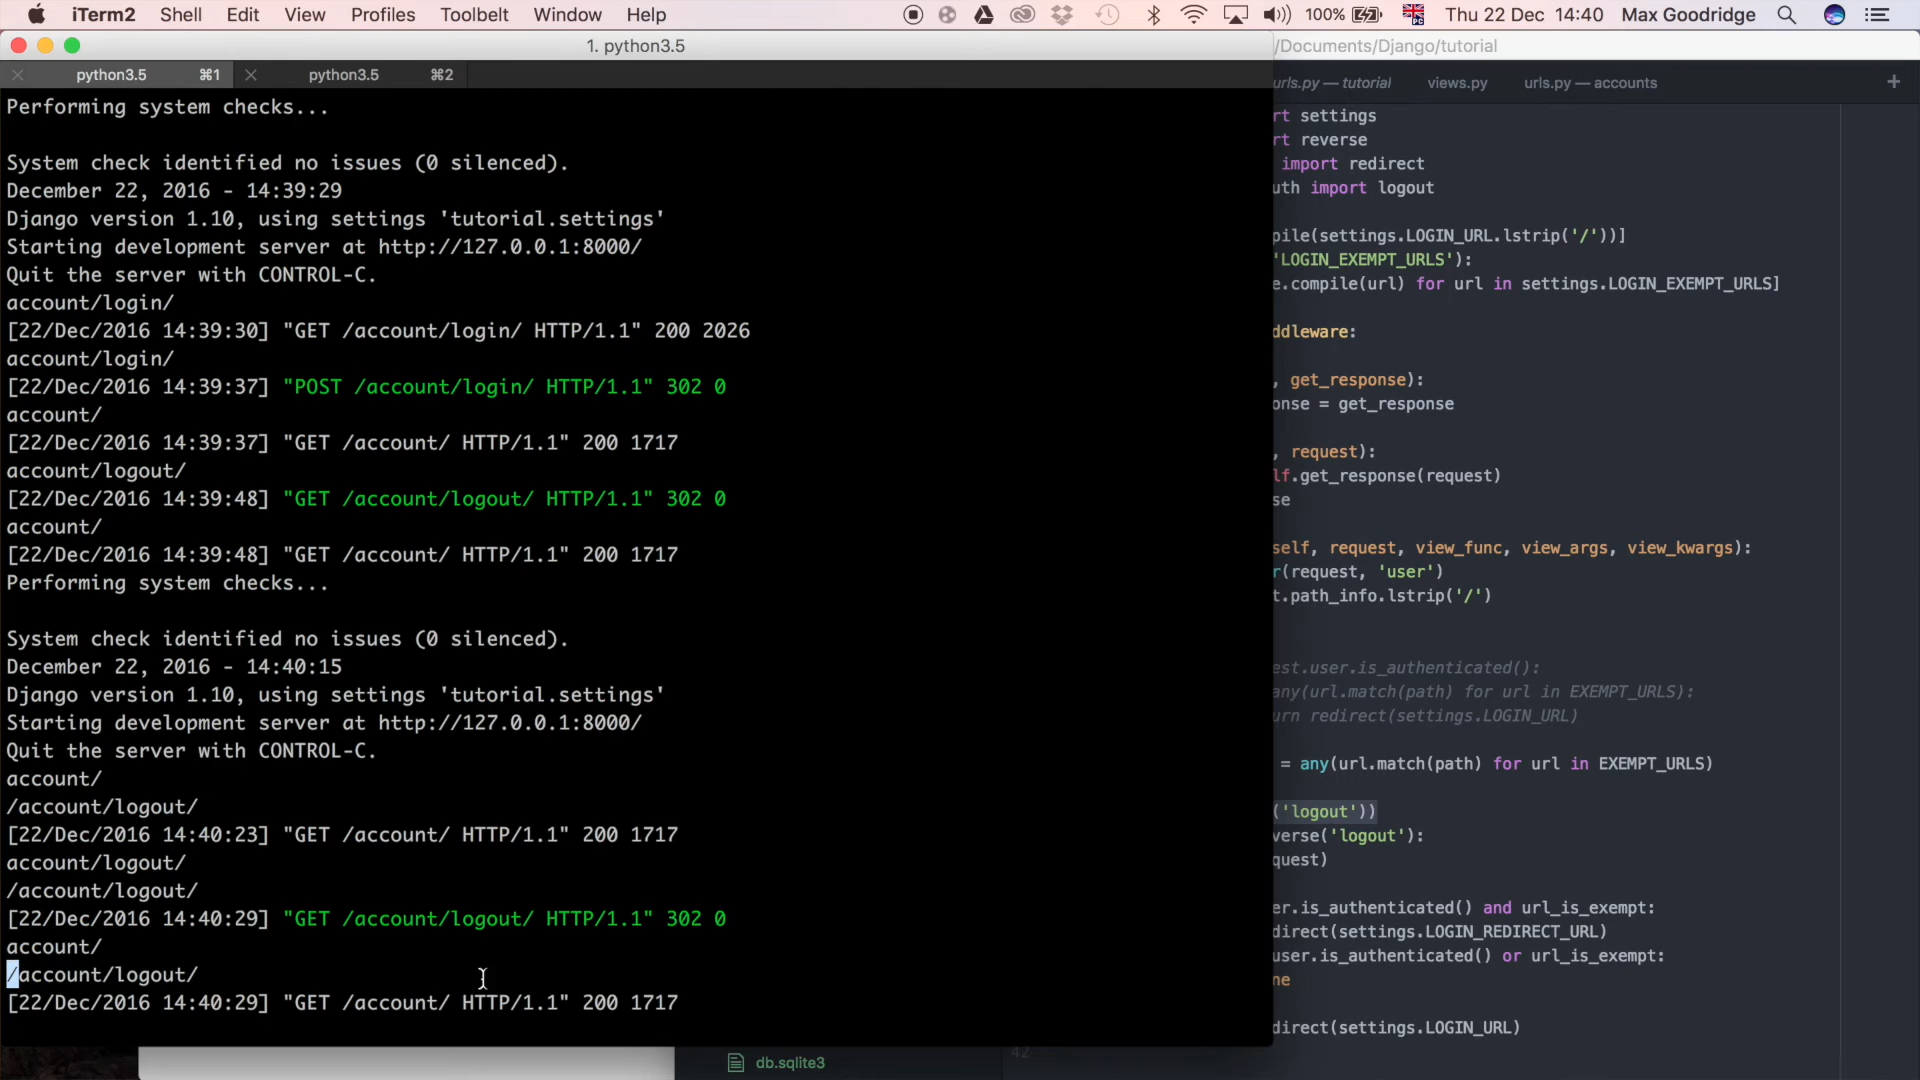 iTerm2 Shell Edit View Profiles Toolbelt Window Help 100% Thu 22 Dec 14:40 Max Goodridge
1. python3.5
/Documents/Django/tutorial
python3.5 ⌘1 python3.5 ⌘2
urls.py — tutorial views.py urls.py — accounts
Performing system checks...
System check identified no issues (0 silenced).
December 22, 2016 - 14:39:29
Django version 1.10, using settings 'tutorial.settings'
Starting development server at http://127.0.0.1:8000/
Quit the server with CONTROL-C.
account/login/
[22/Dec/2016 14:39:30] "GET /account/login/ HTTP/1.1" 200 2026
account/login/
[22/Dec/2016 14:39:37] "POST /account/login/ HTTP/1.1" 302 0
account/
[22/Dec/2016 14:39:37] "GET /account/ HTTP/1.1" 200 1717
account/logout/
[22/Dec/2016 14:39:48] "GET /account/logout/ HTTP/1.1" 302 0
account/
[22/Dec/2016 14:39:48] "GET /account/ HTTP/1.1" 200 1717
Performing system checks...
System check identified no issues (0 silenced).
December 22, 2016 - 14:40:15
Django version 1.10, using settings 'tutorial.settings'
Starting development server at http://127.0.0.1:8000/
Quit the server with CONTROL-C.
account/
/account/logout/
[22/Dec/2016 14:40:23] "GET /account/ HTTP/1.1" 200 1717
account/logout/
/account/logout/
[22/Dec/2016 14:40:29] "GET /account/logout/ HTTP/1.1" 302 0
account/
/account/logout/
[22/Dec/2016 14:40:29] "GET /account/ HTTP/1.1" 200 1717
rt settings
rt reverse
import redirect
uth import logout
pile(settings.LOGIN_URL.lstrip('/'))]
'LOGIN_EXEMPT_URLS'):
e.compile(url) for url in settings.LOGIN_EXEMPT_URLS]
ddleware:
, get_response):
onse = get_response
, request):
lf.get_response(request)
se
self, request, view_func, view_args, view_kwargs):
r(request, 'user')
t.path_info.lstrip('/')
est.user.is_authenticated():
any(url.match(path) for url in EXEMPT_URLS):
urn redirect(settings.LOGIN_URL)
= any(url.match(path) for url in EXEMPT_URLS)
('logout'))
verse('logout'):
quest)
er.is_authenticated() and url_is_exempt:
direct(settings.LOGIN_REDIRECT_URL)
user.is_authenticated() or url_is_exempt:
ne
direct(settings.LOGIN_URL)
42
db.sqlite3